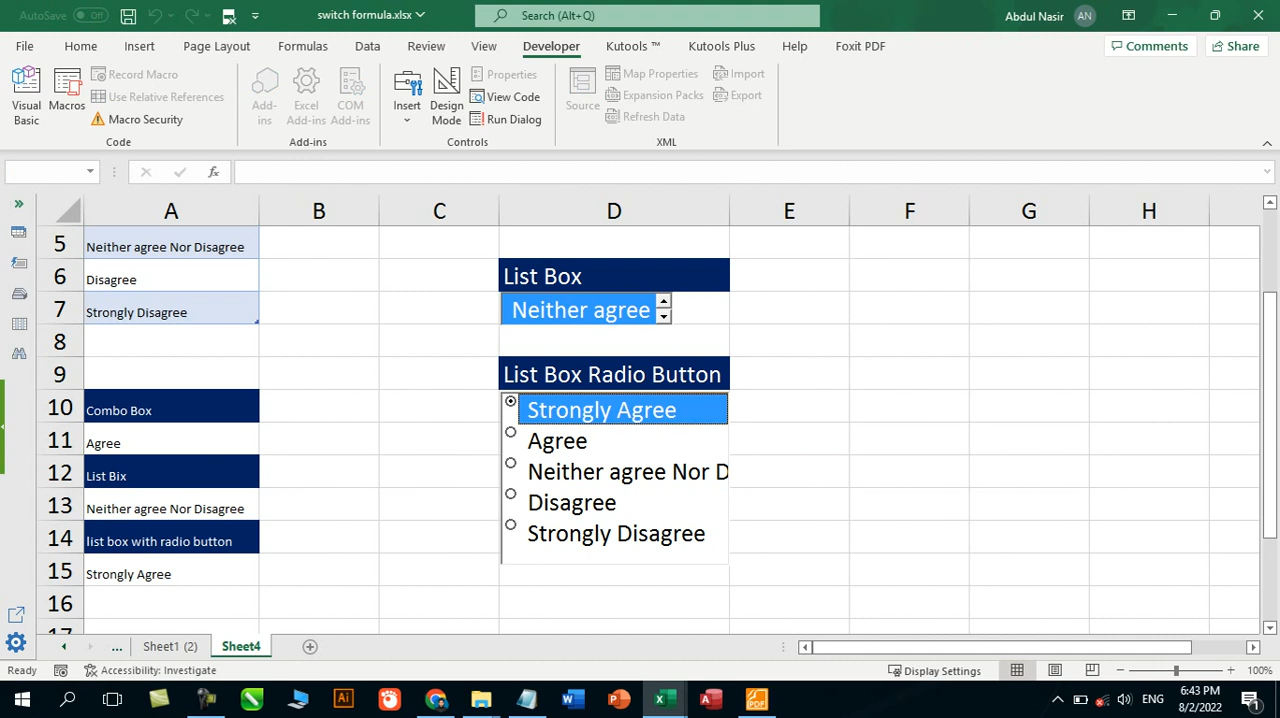 AutoSave Off switch formula.xlsx Search (Alt+Q) Abdul Nasir AN
File Home Insert Page Layout Formulas Data Review View Developer Kutools ™ Kutools Plus Help Foxit PDF Comments Share
Visual Basic
Macros
Record Macro
Use Relative References
Macro Security
Code
Add-ins
Excel Add-ins
COM Add-ins
Add-ins
Insert
Design Mode
Properties
View Code
Run Dialog
Controls
Source
Map Properties
Expansion Packs
Refresh Data
Import
Export
XML
fx
A B C D E F G H
5 Neither agree Nor Disagree
6 Disagree List Box
7 Strongly Disagree Neither agree
8
9 List Box Radio Button
10 Combo Box Strongly Agree
11 Agree Agree
12 List Bix Neither agree Nor D
13 Neither agree Nor Disagree Disagree
14 list box with radio button Strongly Disagree
15 Strongly Agree
16
17
... Sheet1 (2) Sheet4
Ready Accessibility: Investigate Display Settings 100%
ENG 6:43 PM
8/2/2022 1